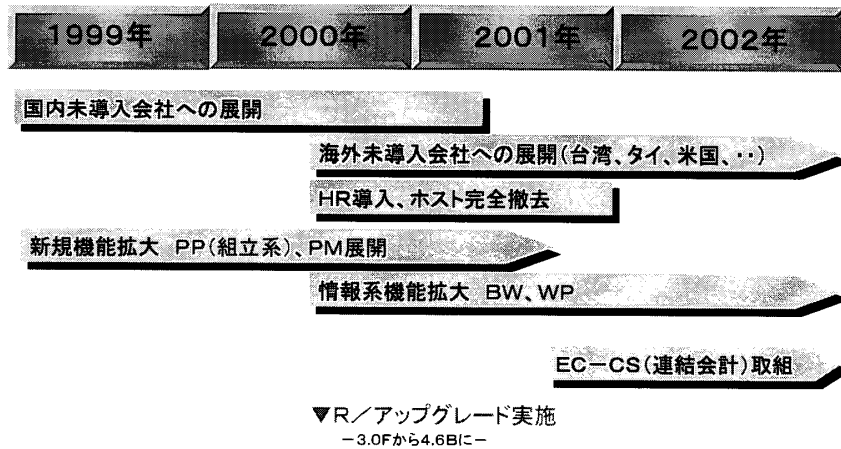 1999年 2000年 2001年 2002年
国内未導入会社への展開
海外未導入会社への展開(台湾、タイ、米国、・・)
HR導入、ホスト完全撤去
新規機能拡大 PP(組立系)、PM展開
情報系機能拡大 BW、WP
EC－CS(連結会計)取組
▼R／アップグレード実施
－3.0Fから4.6Bに－